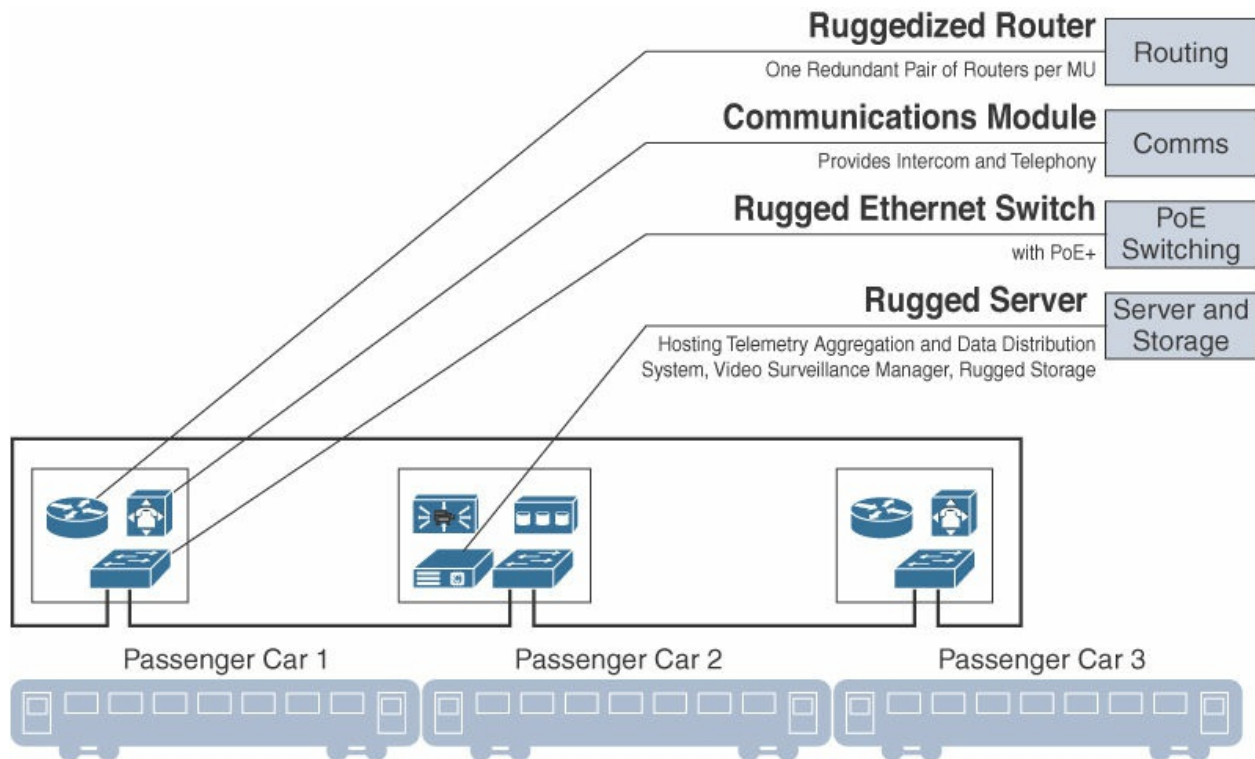 Ruggedized Router
One Redundant Pair of Routers per MU
Routing
Communications Module
Provides Intercom and Telephony
Comms
Rugged Ethernet Switch
with PoE+
PoE
Switching
Rugged Server
Hosting Telemetry Aggregation and Data Distribution
System, Video Surveillance Manager, Rugged Storage
Server and
Storage
Passenger Car 1
Passenger Car 2
Passenger Car 3